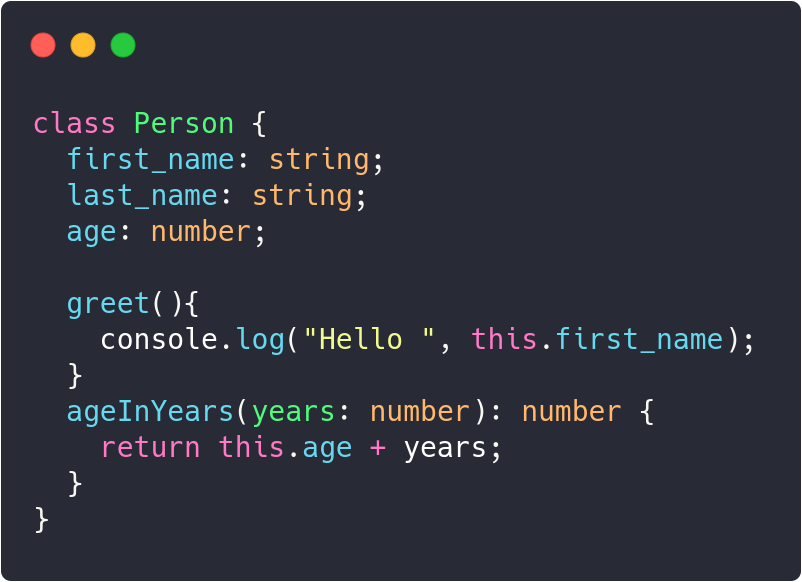 class Person {
  first_name: string;
  last_name: string;
  age: number;

  greet(){
    console.log("Hello ", this.first_name);
  }
  ageInYears(years: number): number {
    return this.age + years;
  }
}